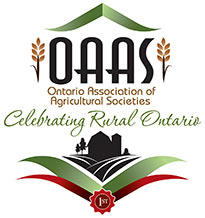 OAAS
Ontario Association of
Agricultural Societies
Celebrating Rural Ontario
1ST